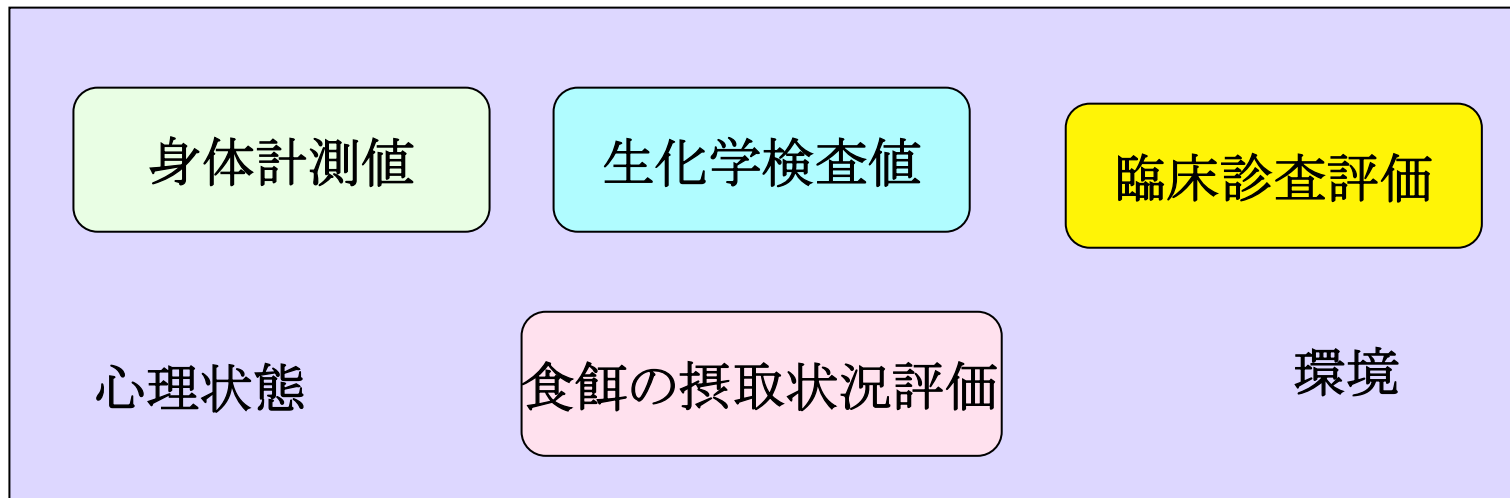 身体計測値
生化学検査値
臨床診査評価
心理状態
食餌の摂取状況評価
環境